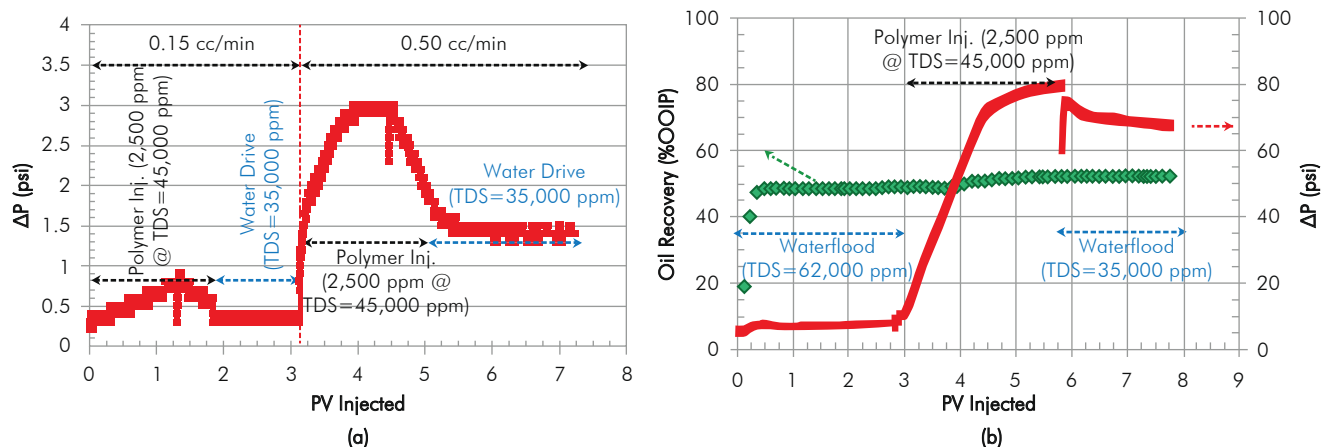 4
3.5
3
2.5
2
1.5
1
0.5
0
ΔP (psi)
0.15 cc/min
0.50 cc/min
Polymer Inj. (2,500 ppm
@ TDS=45,000 ppm)
Water Drive
(TDS=35,000 ppm)
Water Drive
(TDS=35,000 ppm)
Polymer Inj.
(2,500 ppm @
TDS=45,000 ppm)
0 1 2 3 4 5 6 7 8
PV Injected
(a)
100
80
60
40
20
0
Oil Recovery (%OOIP)
Polymer Inj. (2,500 ppm
@ TDS=45,000 ppm)
Waterflood
(TDS=62,000 ppm)
Waterflood
(TDS=35,000 ppm)
100
80
60
40
20
0
ΔP (psi)
0 1 2 3 4 5 6 7 8 9
PV Injected
(b)